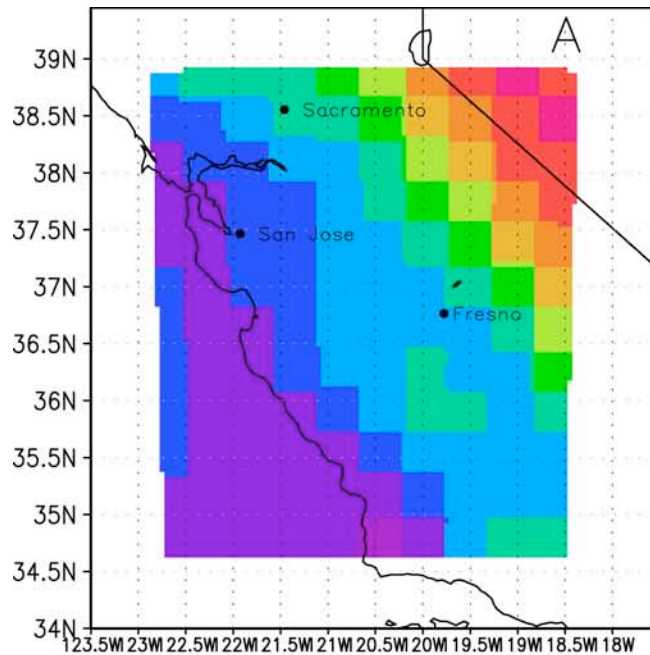 A
39N
38.5N
Sacramento
38N
37.5N
San Jose
37N
Fresno
36.5N
36N
35.5N
35N
34.5N
34N
123.5W 123W 122.5W 122W 121.5W 121W 120.5W 120W 119.5W 119W 118.5W 118W